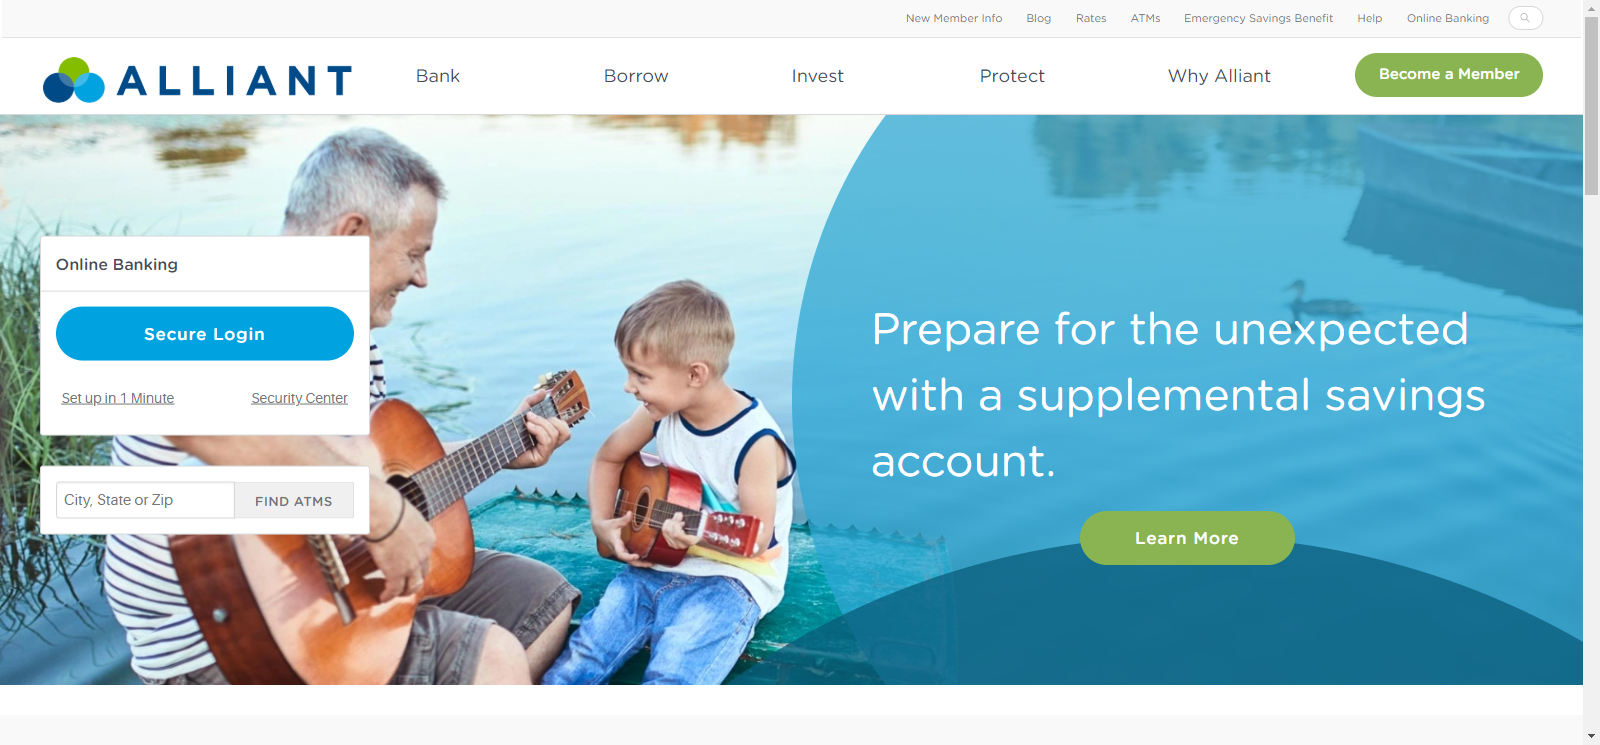 New Member Info Blog Rates ATMs Emergency Savings Benefit Help Online Banking
ALLIANT
Bank Borrow Invest Protect Why Alliant Become a Member
Online Banking
Secure Login
Set up in 1 Minute Security Center
City, State or Zip FIND ATMS
Prepare for the unexpected
with a supplemental savings
account.
Learn More